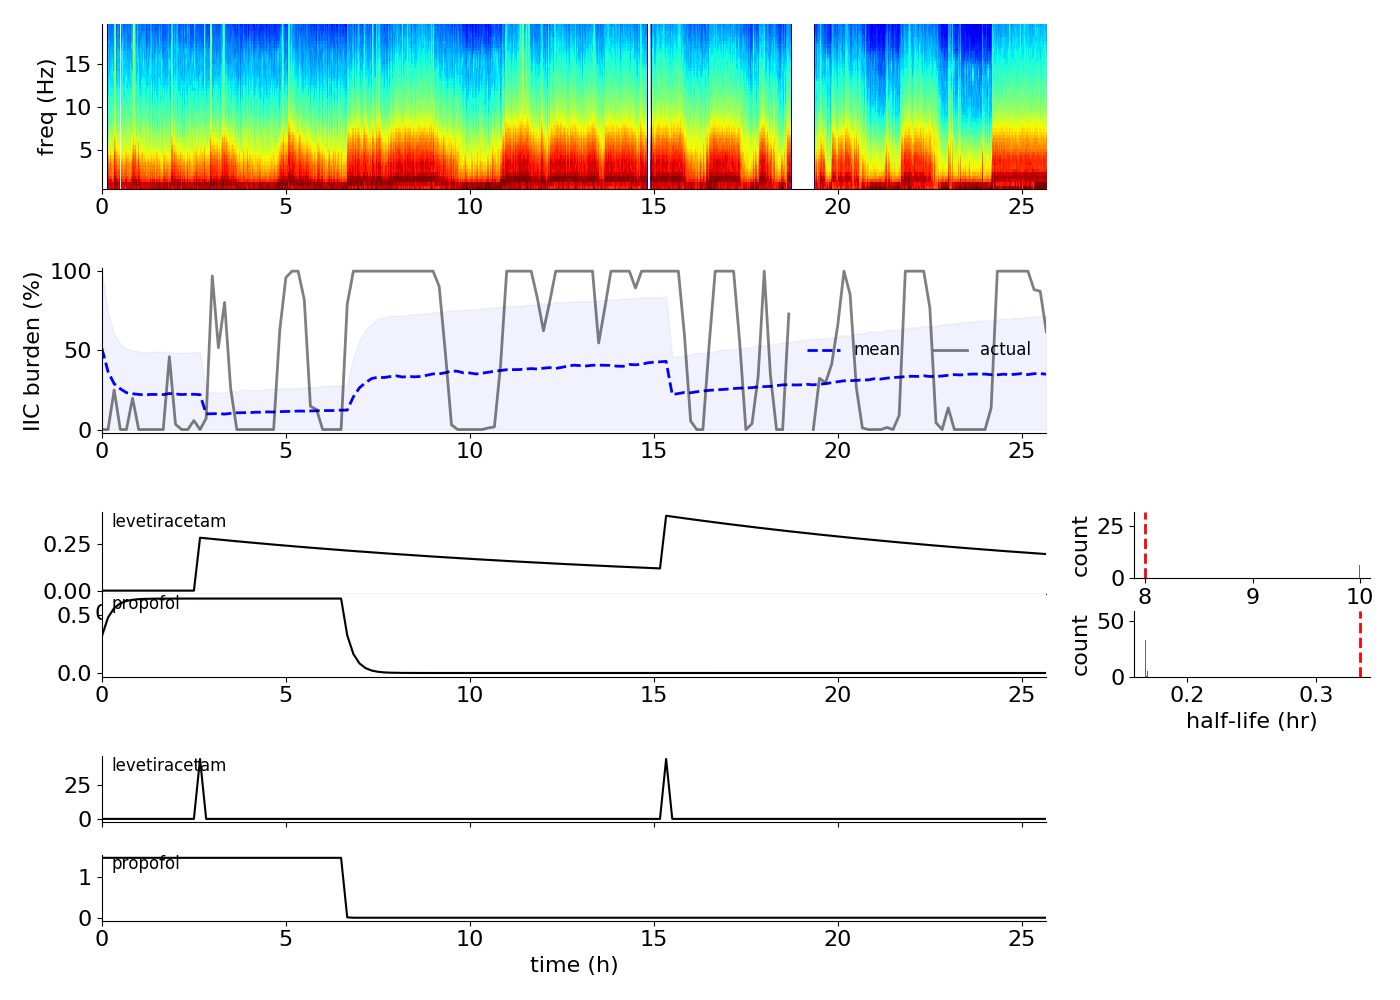 freq (Hz)
15
10
5
0 5 10 15 20 25
IIC burden (%)
100
50
0
mean
actual
0 5 10 15 20 25
levetiracetam
0.25
0.00
propofol
0.5
0.0
0 5 10 15 20 25
count
25
0
8 9 10
count
50
0
0.2 0.3
half-life (hr)
levetiracetam
25
0
propofol
1
0
0 5 10 15 20 25
time (h)